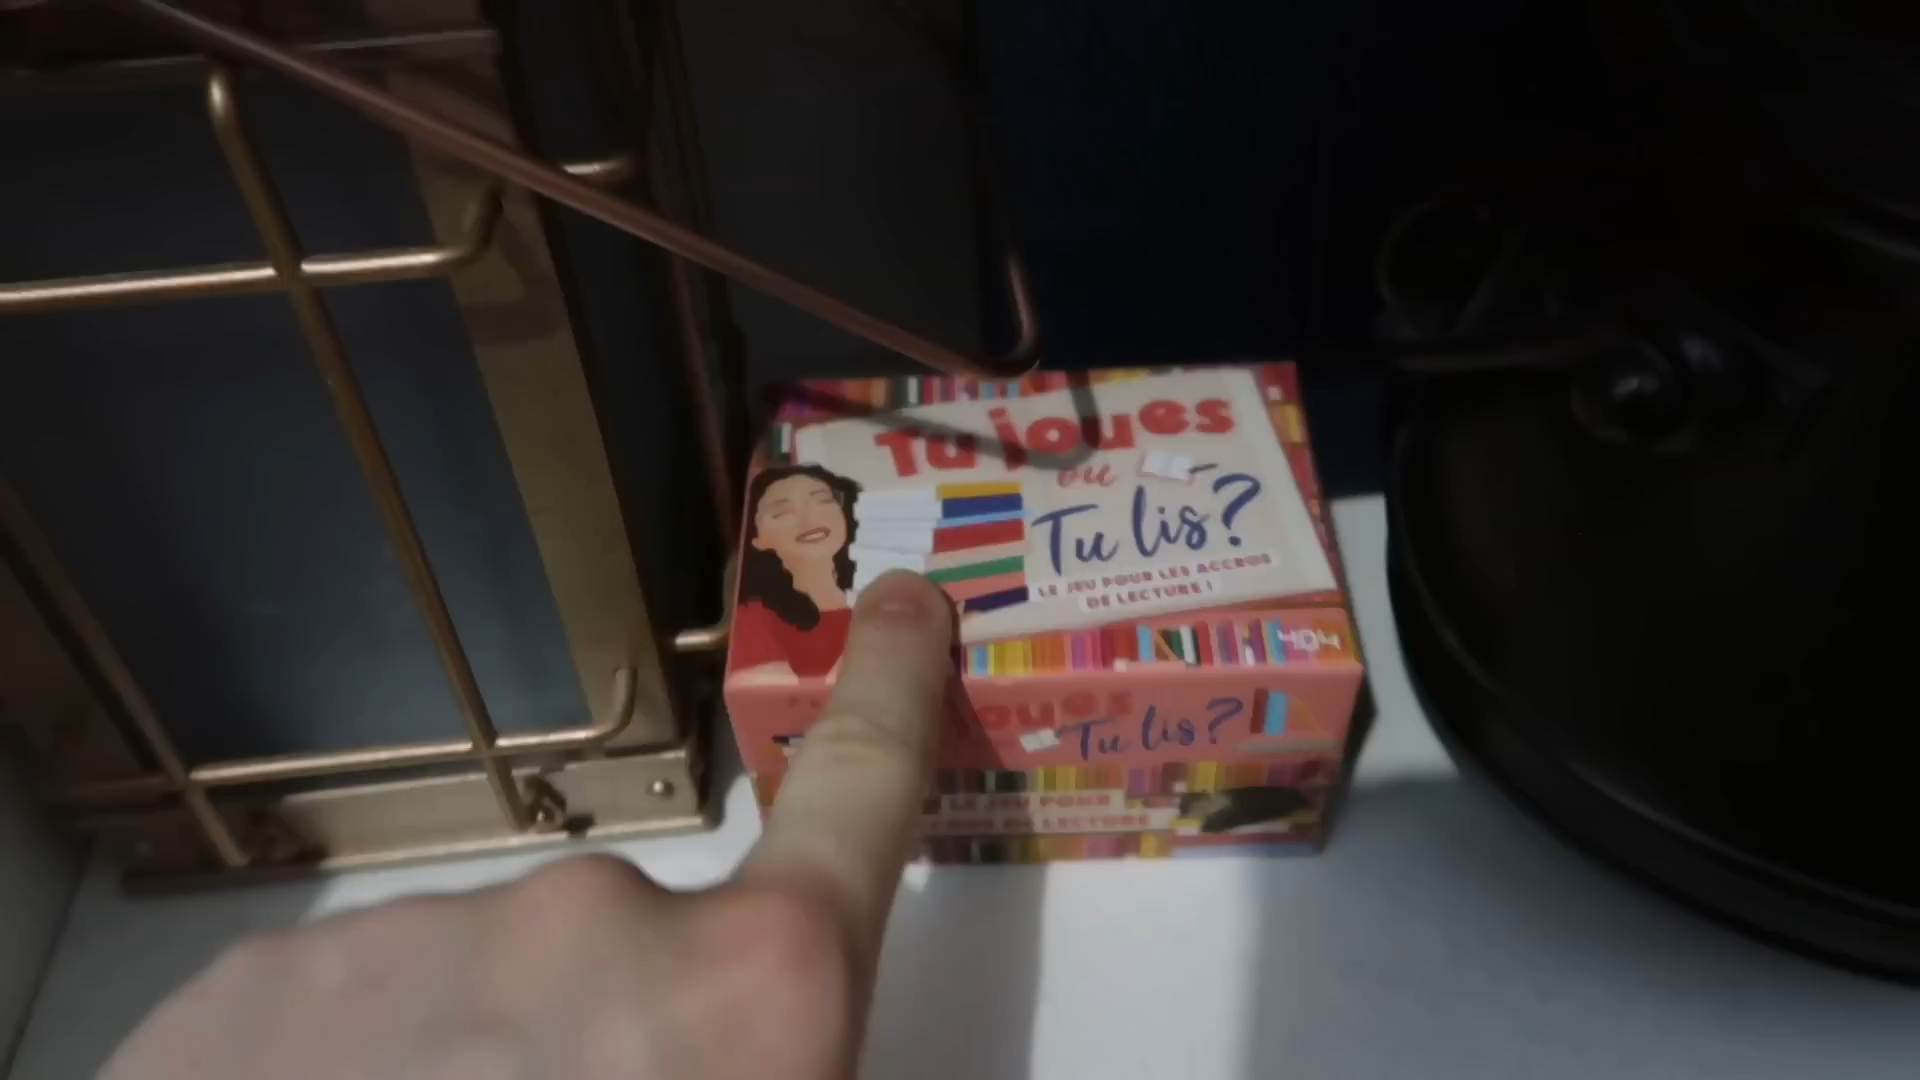 Tu joues
ou
Tu lis?
LE JEU POUR LES ACCROS
DE LECTURE !
404
joues
Tu lis?
LE JEU POUR
DE LECTURE